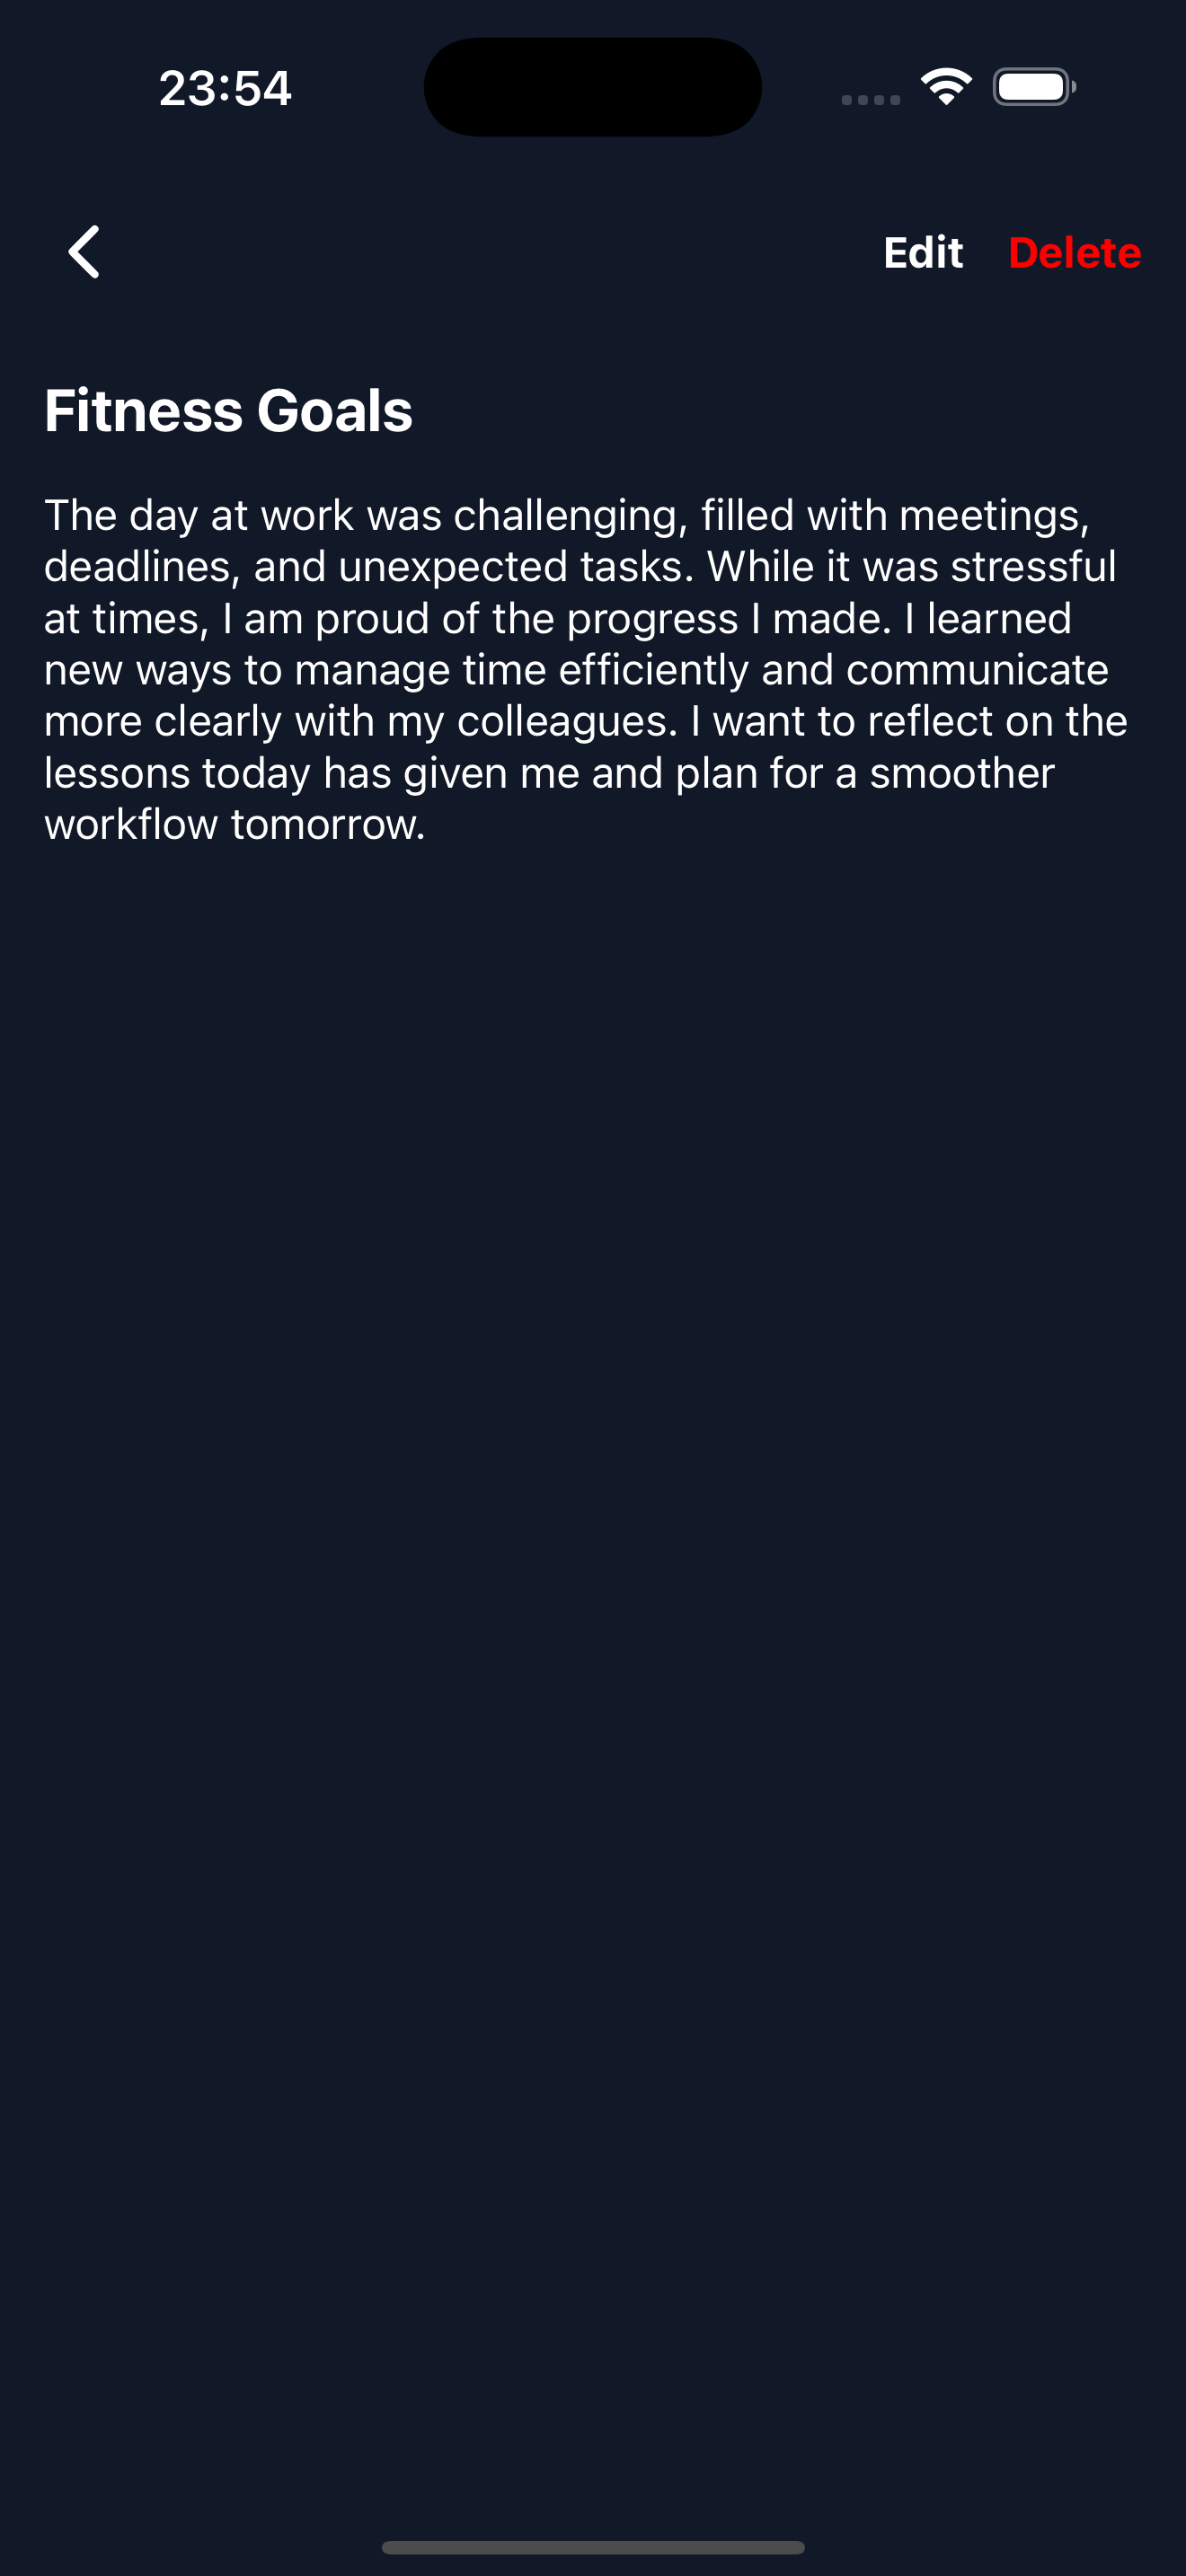 23:54
Edit Delete
Fitness Goals
The day at work was challenging, filled with meetings,
deadlines, and unexpected tasks. While it was stressful
at times, I am proud of the progress I made. I learned
new ways to manage time efficiently and communicate
more clearly with my colleagues. I want to reflect on the
lessons today has given me and plan for a smoother
workflow tomorrow.